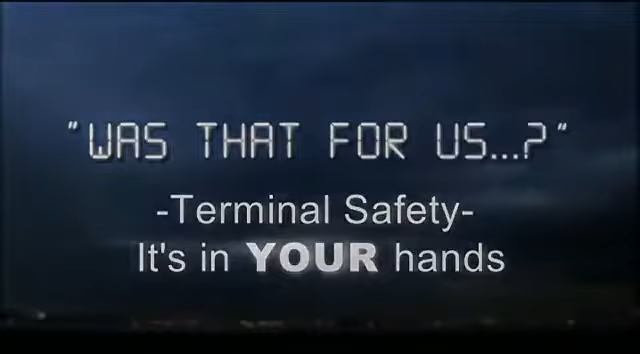 "WAS THAT FOR US...?"
-Terminal Safety-
It's in YOUR hands